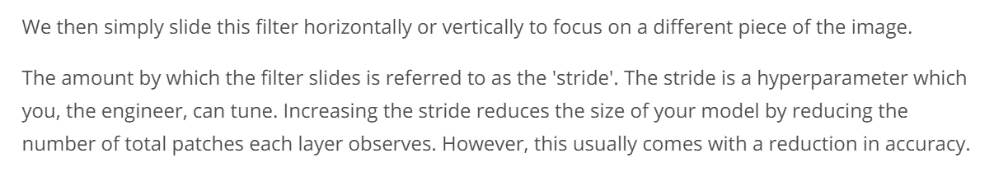 We then simply slide this filter horizontally or vertically to focus on a different piece of the image.
The amount by which the filter slides is referred to as the 'stride'. The stride is a hyperparameter which
you, the engineer, can tune. Increasing the stride reduces the size of your model by reducing the
number of total patches each layer observes. However, this usually comes with a reduction in accuracy.